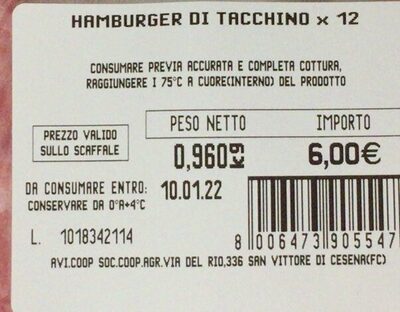 HAMBURGER DI TACCHINO x 12
CONSUMARE PREVIA ACCURATA E COMPLETA COTTURA,
RAGGIUNGERE I 75°C A CUORE(INTERNO) DEL PRODOTTO
PREZZO VALIDO
SULLO SCAFFALE
PESO NETTO IMPORTO
0,960KG 6,00€
DA CONSUMARE ENTRO: 10.01.22
CONSERVARE DA 0°A+4°C
L. 1018342114
8 006473 905547
AVI.COOP SOC.COOP.AGR.VIA DEL RIO,336 SAN VITTORE DI CESENA(FC)